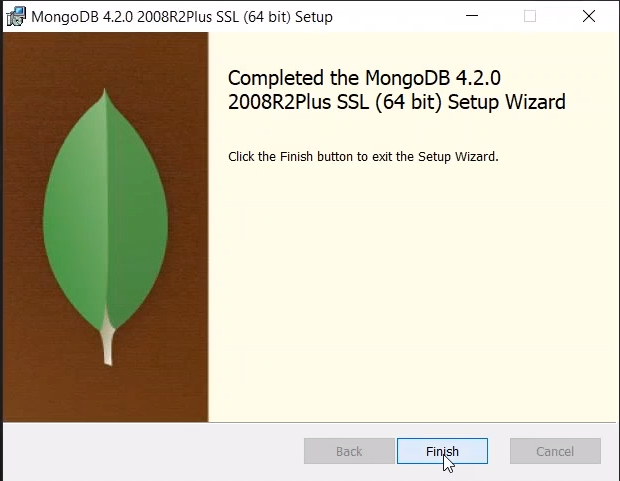 MongoDB 4.2.0 2008R2Plus SSL (64 bit) Setup
Completed the MongoDB 4.2.0
2008R2Plus SSL (64 bit) Setup Wizard
Click the Finish button to exit the Setup Wizard.
Back
Finish
Cancel